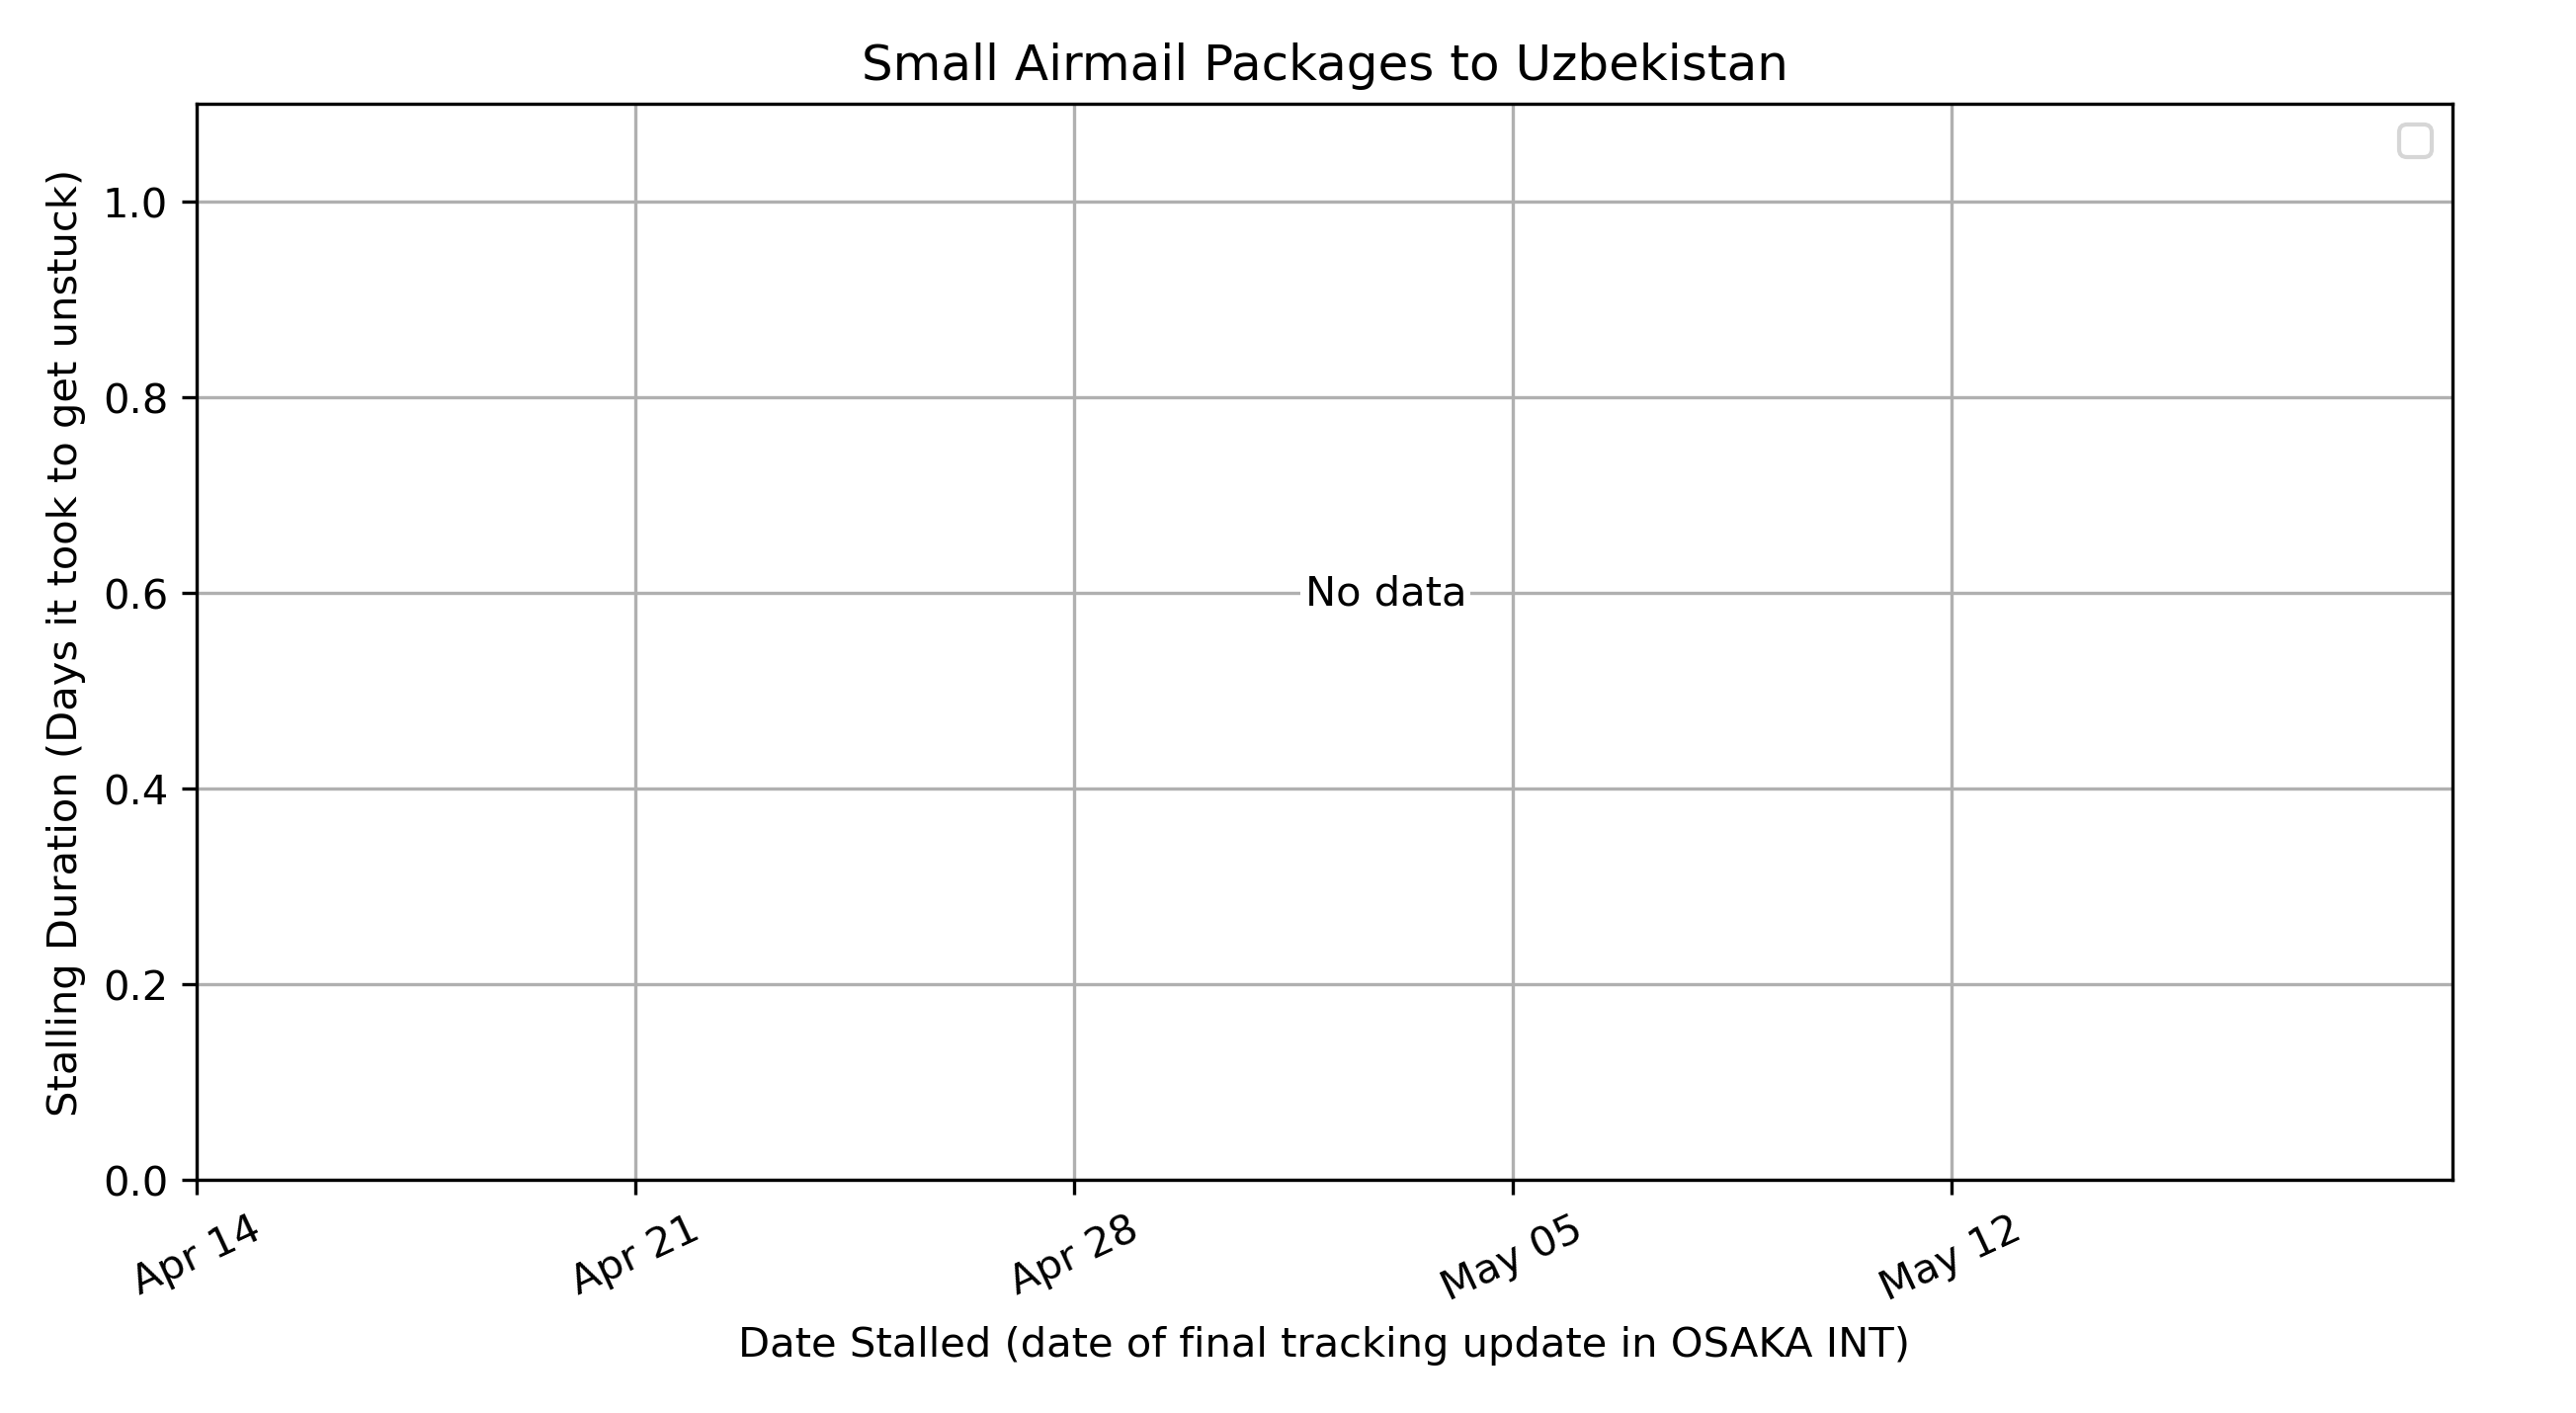 Small Airmail Packages to Uzbekistan
Stalling Duration (Days it took to get unstuck)
1.0
0.8
0.6
0.4
0.2
0.0
No data
Apr 14
Apr 21
Apr 28
May 05
May 12
Date Stalled (date of final tracking update in OSAKA INT)